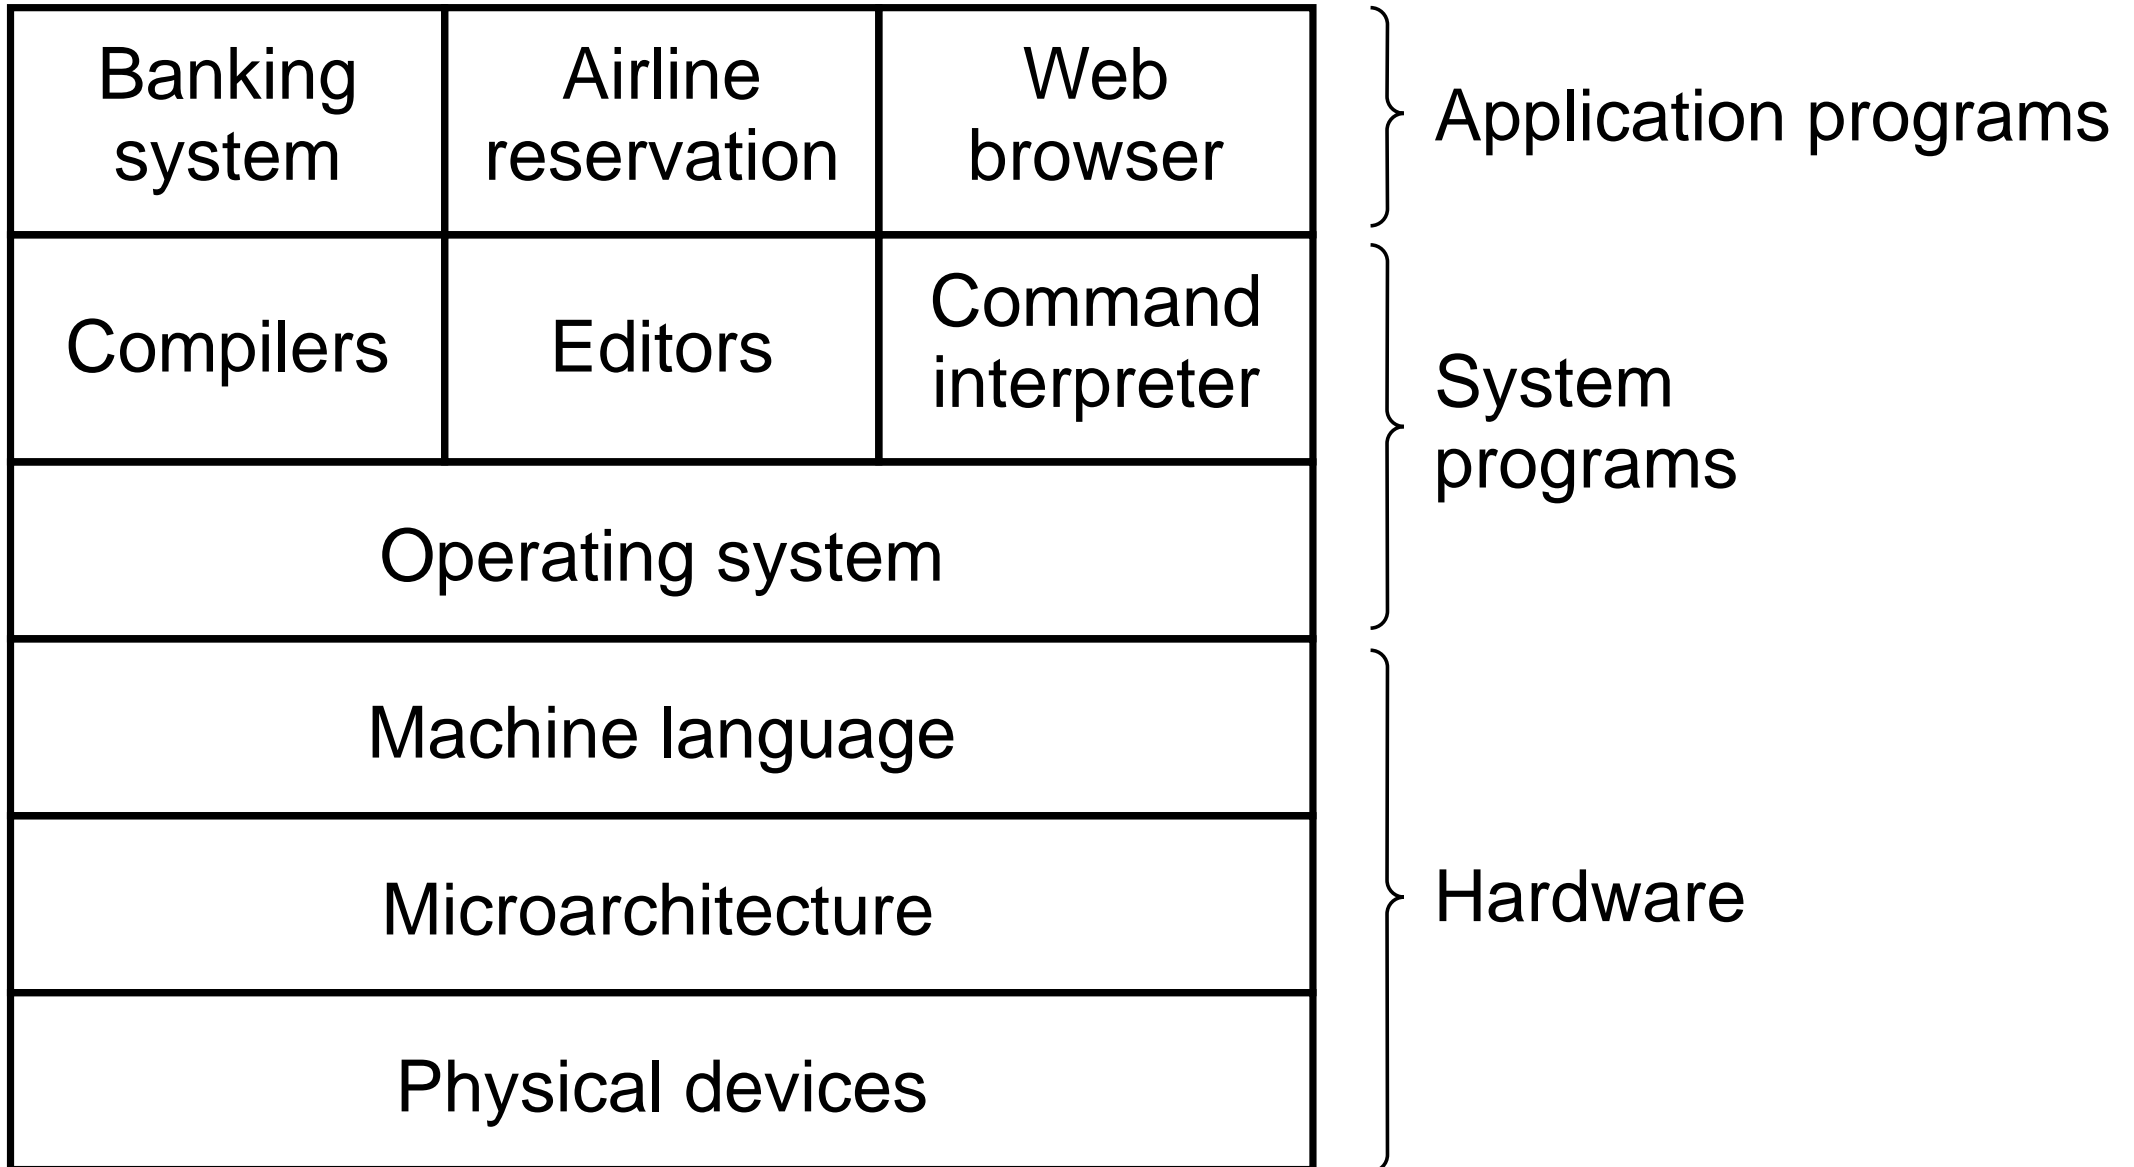 Banking
system
Airline
reservation
Web
browser
Application programs
Compilers
Editors
Command
interpreter
System
programs
Operating system
Machine language
Microarchitecture
Hardware
Physical devices